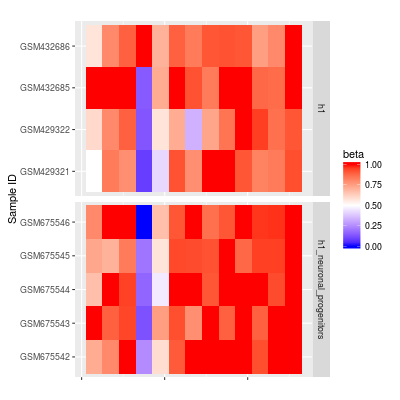 GSM432686
GSM432685
GSM429322
GSM429321
h1
GSM675546
GSM675545
GSM675544
GSM675543
GSM675542
h1_neuronal_progenitors
Sample ID
beta
1.00
0.75
0.50
0.25
0.00